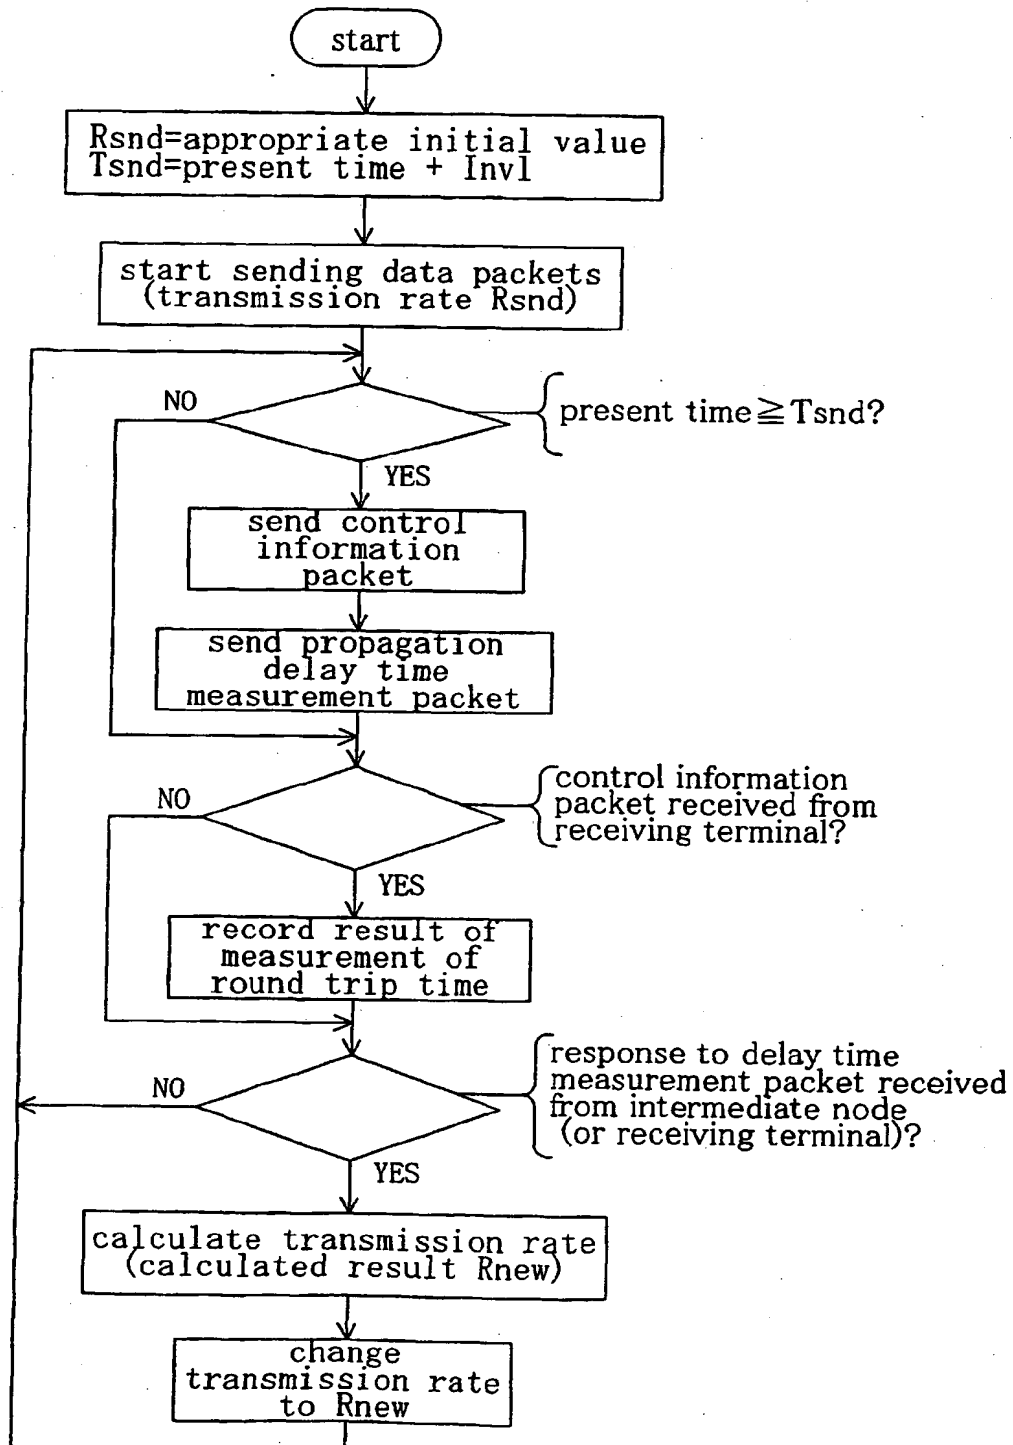 start
Rsnd=appropriate initial value
Tsnd=present time + Invl
start sending data packets
(transmission rate Rsnd)
NO
present time≧Tsnd?
YES
send control
information
packet
send propagation
delay time
measurement packet
NO
control information
packet received from
receiving terminal?
YES
record result of
measurement of
round trip time
NO
response to delay time
measurement packet received
from intermediate node
(or receiving terminal)?
YES
calculate transmission rate
(calculated result Rnew)
change
transmission rate
to Rnew